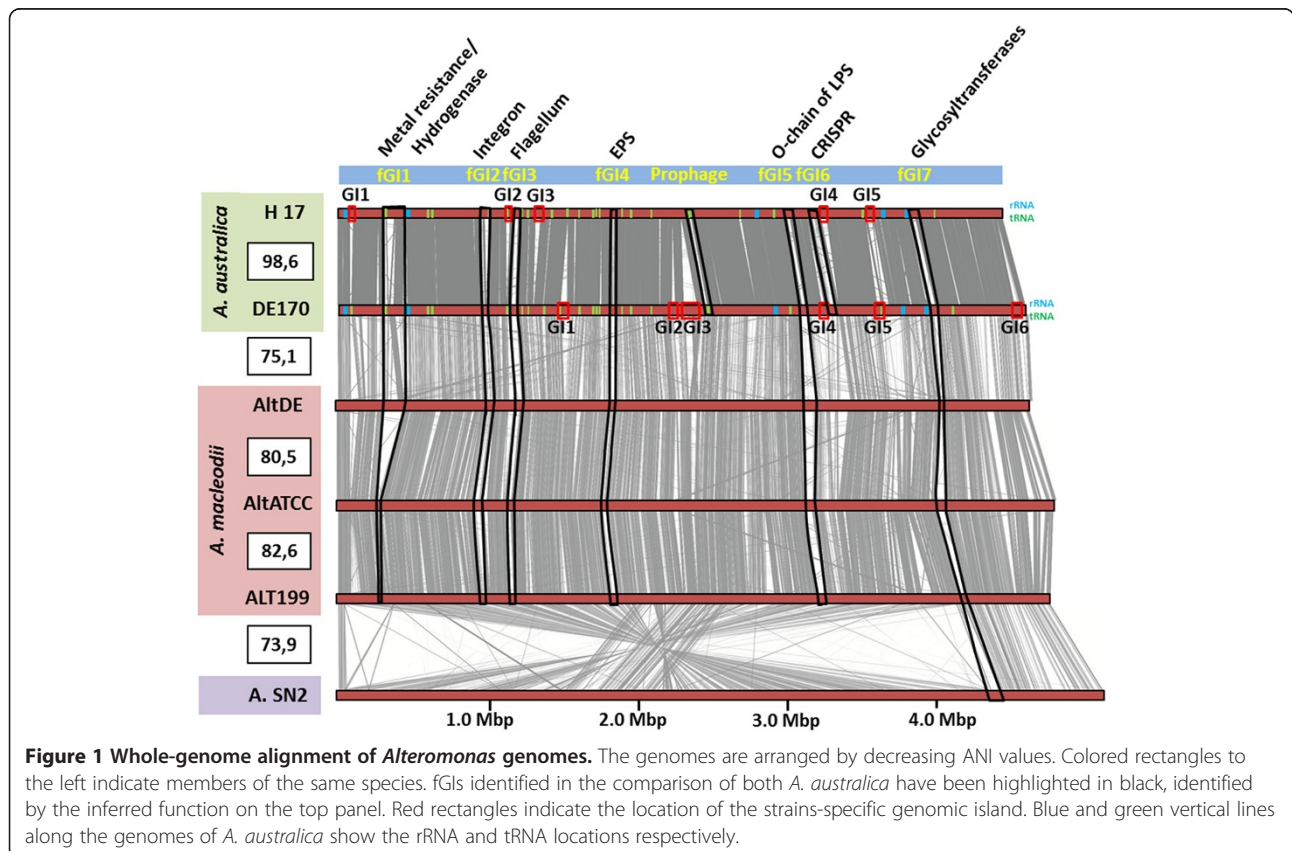 Metal resistance/
Hydrogenase
Integron
Flagellum
EPS
O-chain of LPS
CRISPR
Glycosyltransferases
fGI1 fGI2 fGI3 fGI4 Prophage fGI5 fGI6 fGI7
A. australica
H 17
GI1 GI2 GI3 GI4 GI5
rRNA
tRNA
98,6
DE170
rRNA
tRNA
GI1 GI2 GI3 GI4 GI5 GI6
75,1
A. macleodii
AltDE
80,5
AltATCC
82,6
ALT199
73,9
A. SN2
1.0 Mbp 2.0 Mbp 3.0 Mbp 4.0 Mbp
Figure 1 Whole-genome alignment of Alteromonas genomes. The genomes are arranged by decreasing ANI values. Colored rectangles to
the left indicate members of the same species. fGIs identified in the comparison of both A. australica have been highlighted in black, identified
by the inferred function on the top panel. Red rectangles indicate the location of the strains-specific genomic island. Blue and green vertical lines
along the genomes of A. australica show the rRNA and tRNA locations respectively.